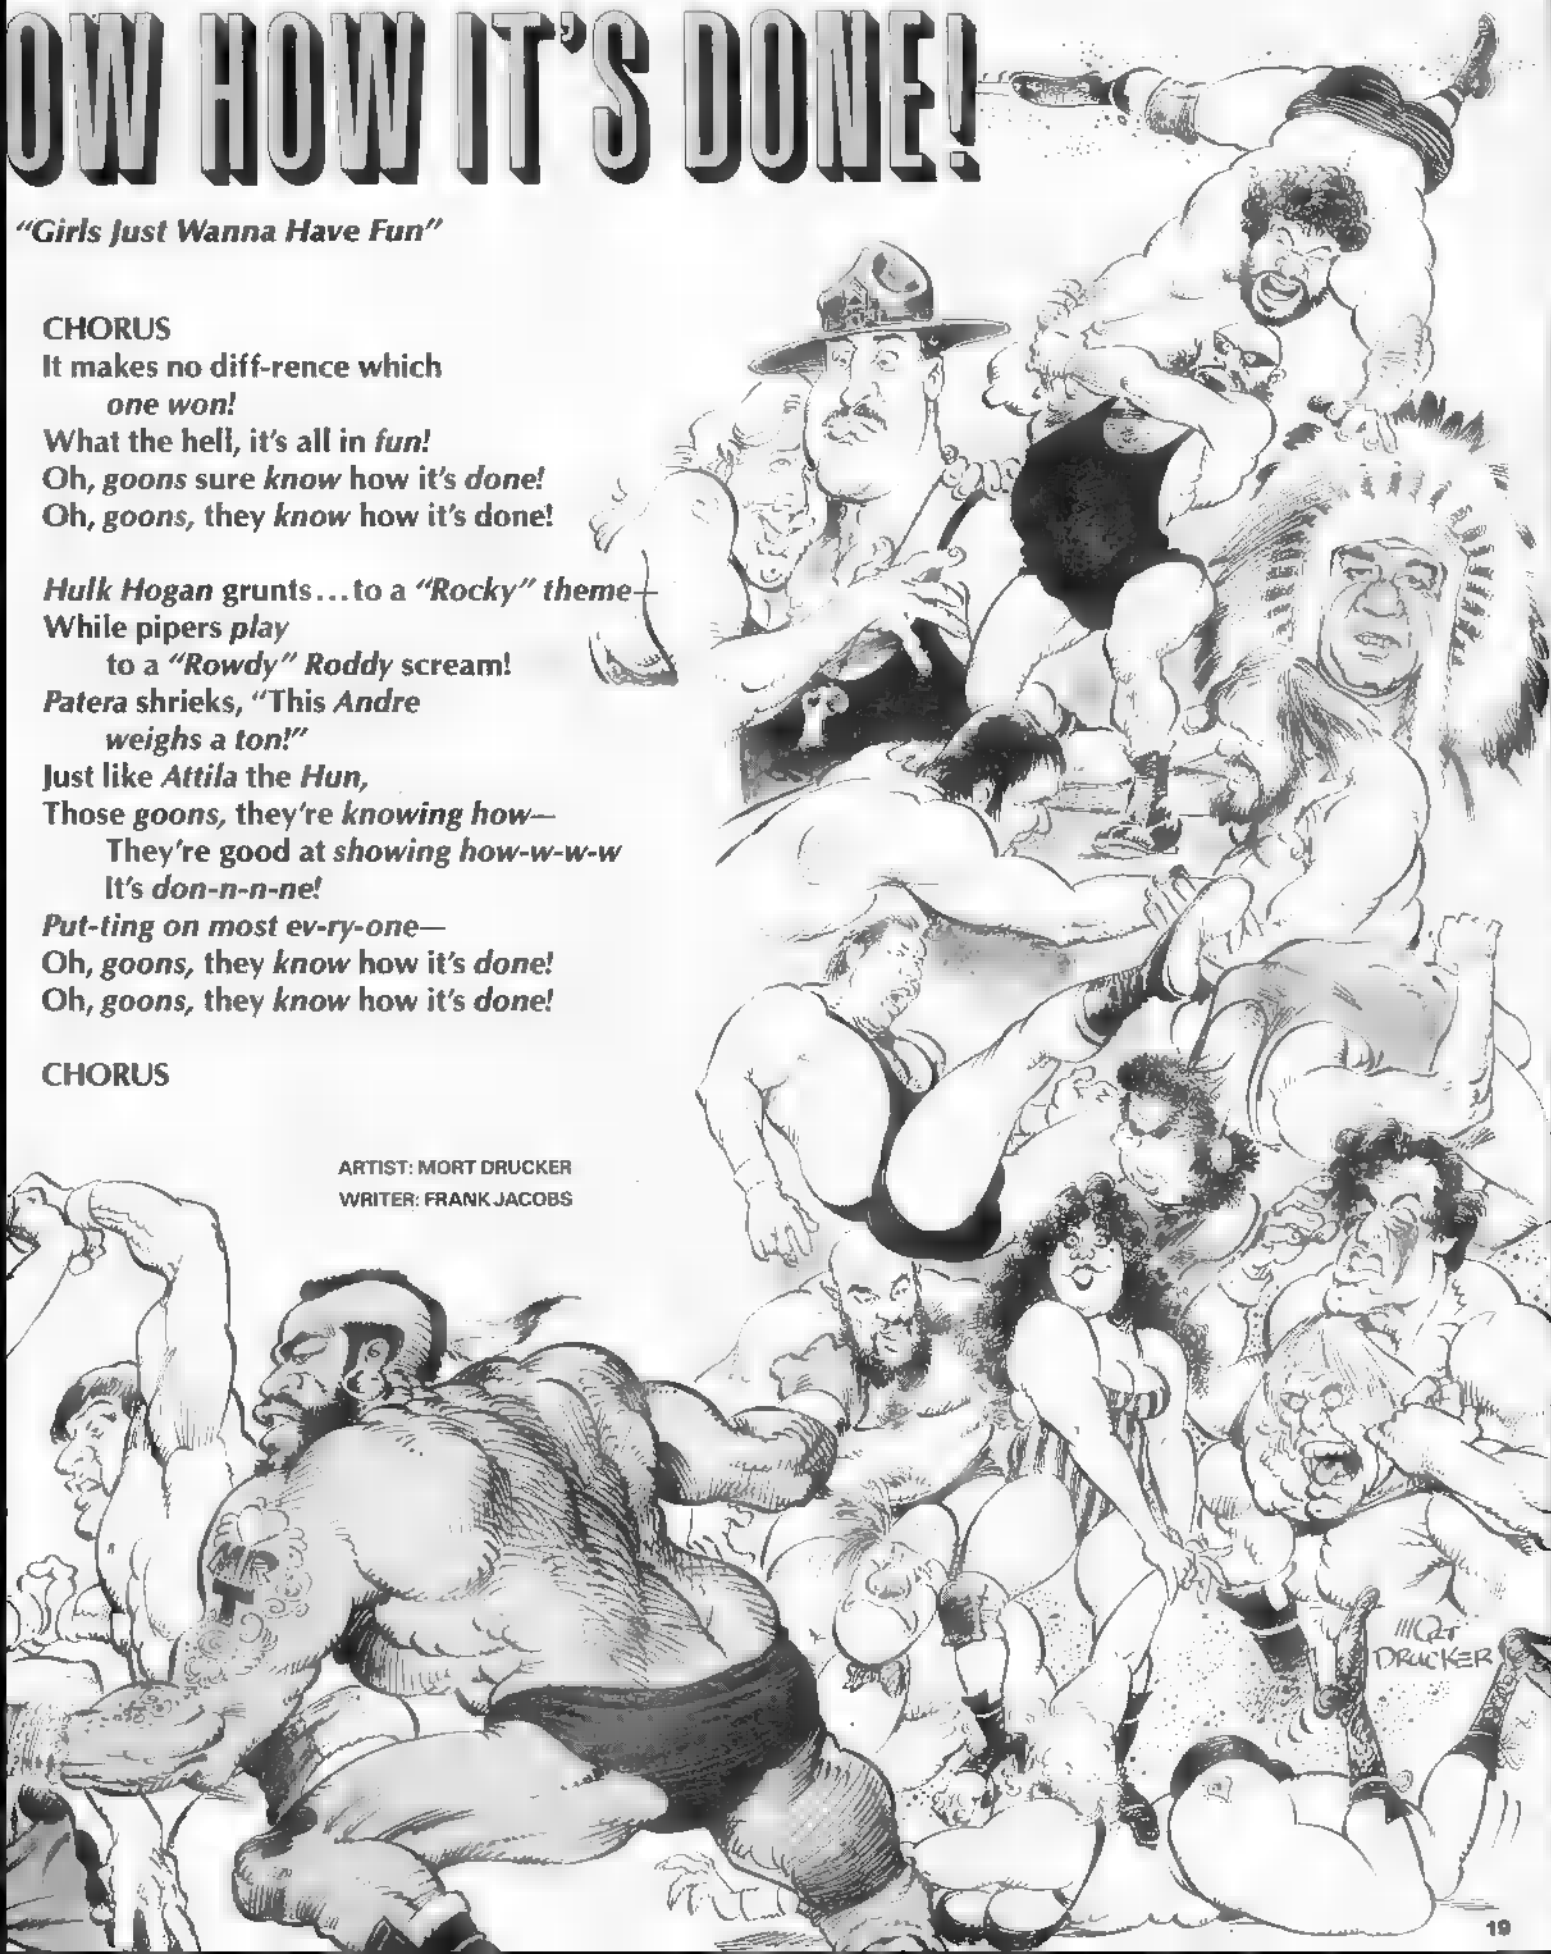 OW HOW IT'S DONE!
“Girls Just Wanna Have Fun”
CHORUS
It makes no diff-rence which
one won!
What the hell, it's all in fun!
Oh, goons sure know how it's done!
Oh, goons, they know how it's done!
Hulk Hogan grunts...to a “Rocky” theme—
While pipers play
to a “Rowdy” Roddy scream!
Patera shrieks, “This Andre
weighs a ton!”
Just like Attila the Hun,
Those goons, they're knowing how—
They're good at showing how-w-w-w
It's don-n-n-ne!
Put-ting on most ev-ry-one—
Oh, goons, they know how it's done!
Oh, goons, they know how it's done!
CHORUS
ARTIST: MORT DRUCKER
WRITER: FRANK JACOBS
MORT
DRUCKER
19